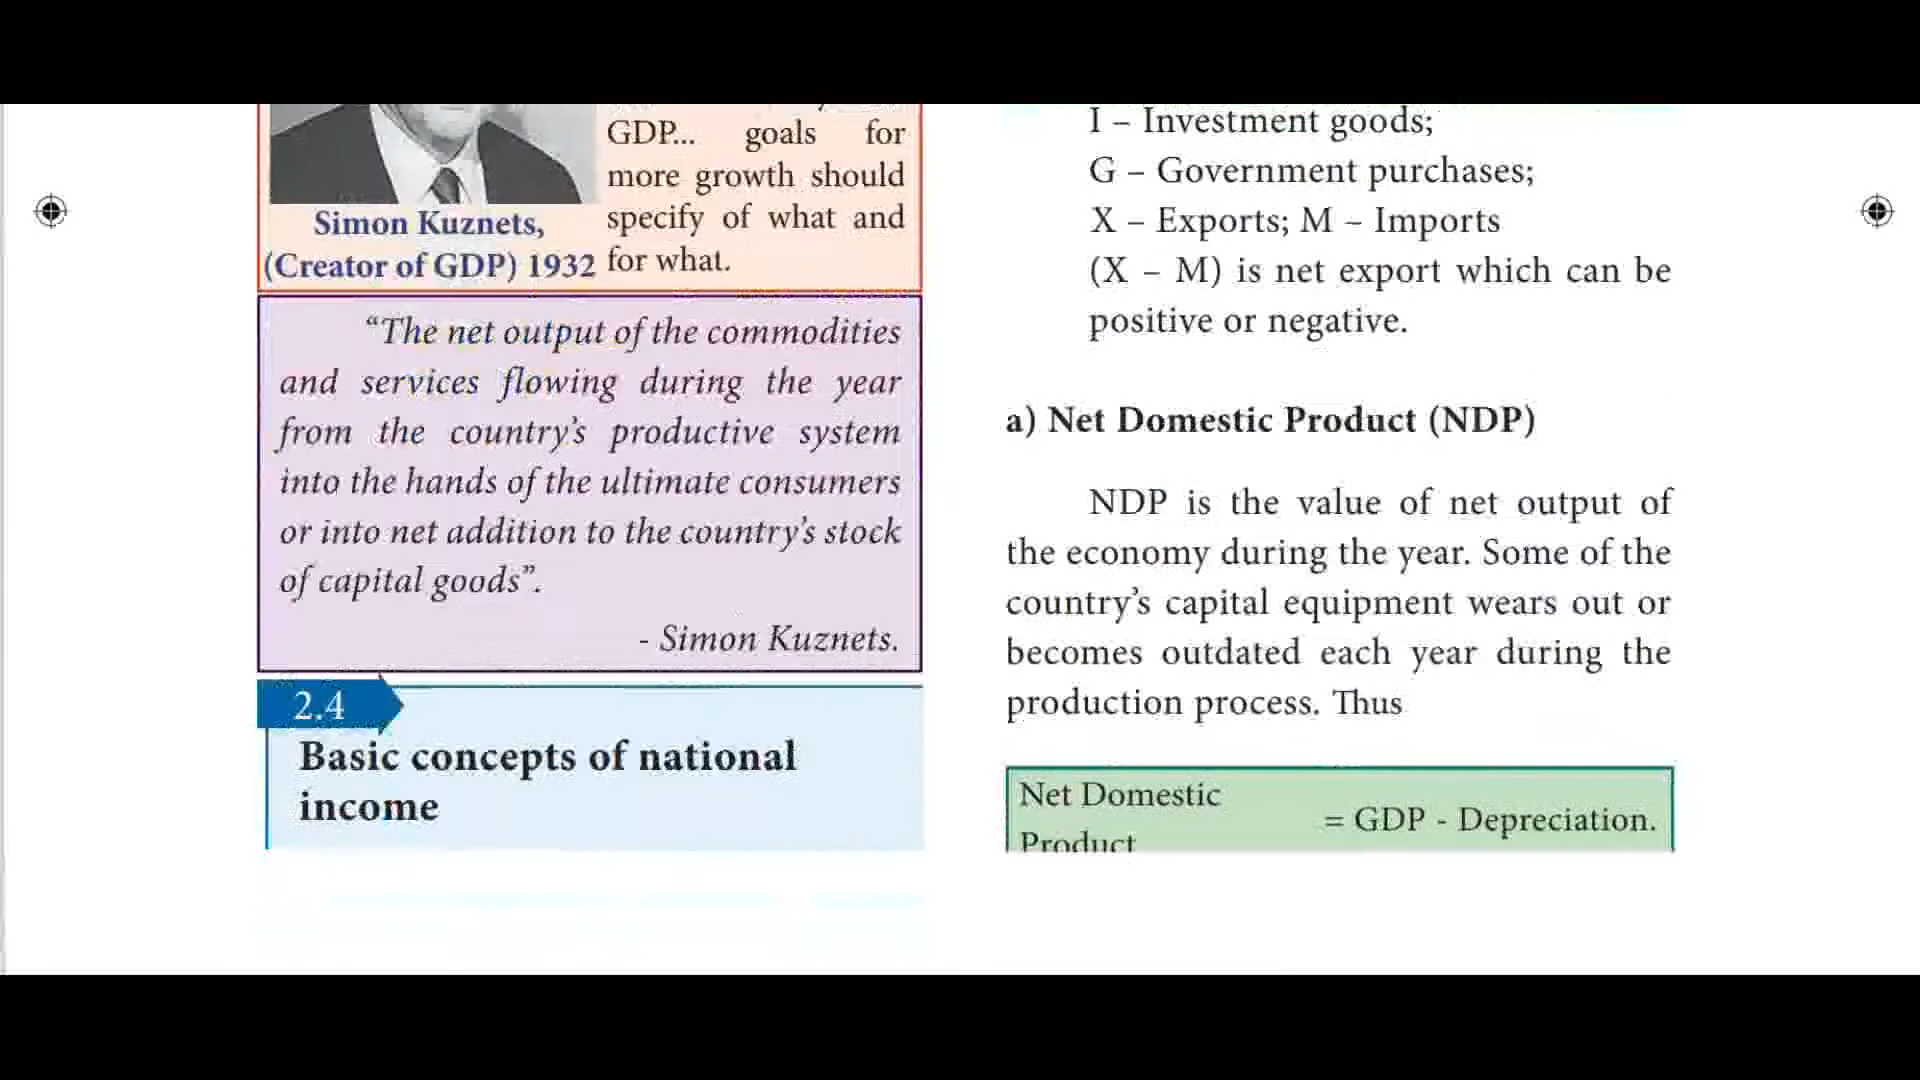 GDP... goals for
more growth should
specify of what and
for what.
Simon Kuznets,
(Creator of GDP) 1932
“The net output of the commodities
and services flowing during the year
from the country’s productive system
into the hands of the ultimate consumers
or into net addition to the country’s stock
of capital goods”.
- Simon Kuznets.
2.4
Basic concepts of national
income
I – Investment goods;
G – Government purchases;
X – Exports; M – Imports
(X – M) is net export which can be
positive or negative.
a) Net Domestic Product (NDP)
NDP is the value of net output of
the economy during the year. Some of the
country’s capital equipment wears out or
becomes outdated each year during the
production process. Thus
Net Domestic
Product
= GDP - Depreciation.